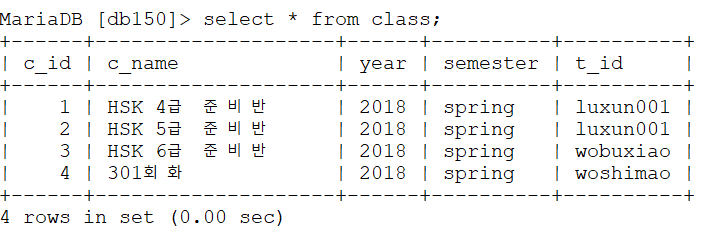 MariaDB [db150]> select * from class;
+------+---------------------+------+----------+----------+
| c_id | c_name | year | semester | t_id |
+------+---------------------+------+----------+----------+
| 1 | HSK 4급 준비반 | 2018 | spring | luxun001 |
| 2 | HSK 5급 준비반 | 2018 | spring | luxun001 |
| 3 | HSK 6급 준비반 | 2018 | spring | wobuxiao |
| 4 | 301회화 | 2018 | spring | woshimao |
+------+---------------------+------+----------+----------+
4 rows in set (0.00 sec)